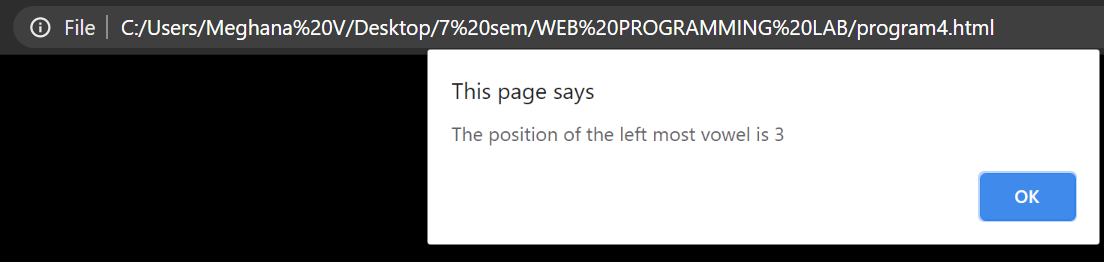 File C:/Users/Meghana%20V/Desktop/7%20sem/WEB%20PROGRAMMING%20LAB/program4.html
This page says
The position of the left most vowel is 3
OK